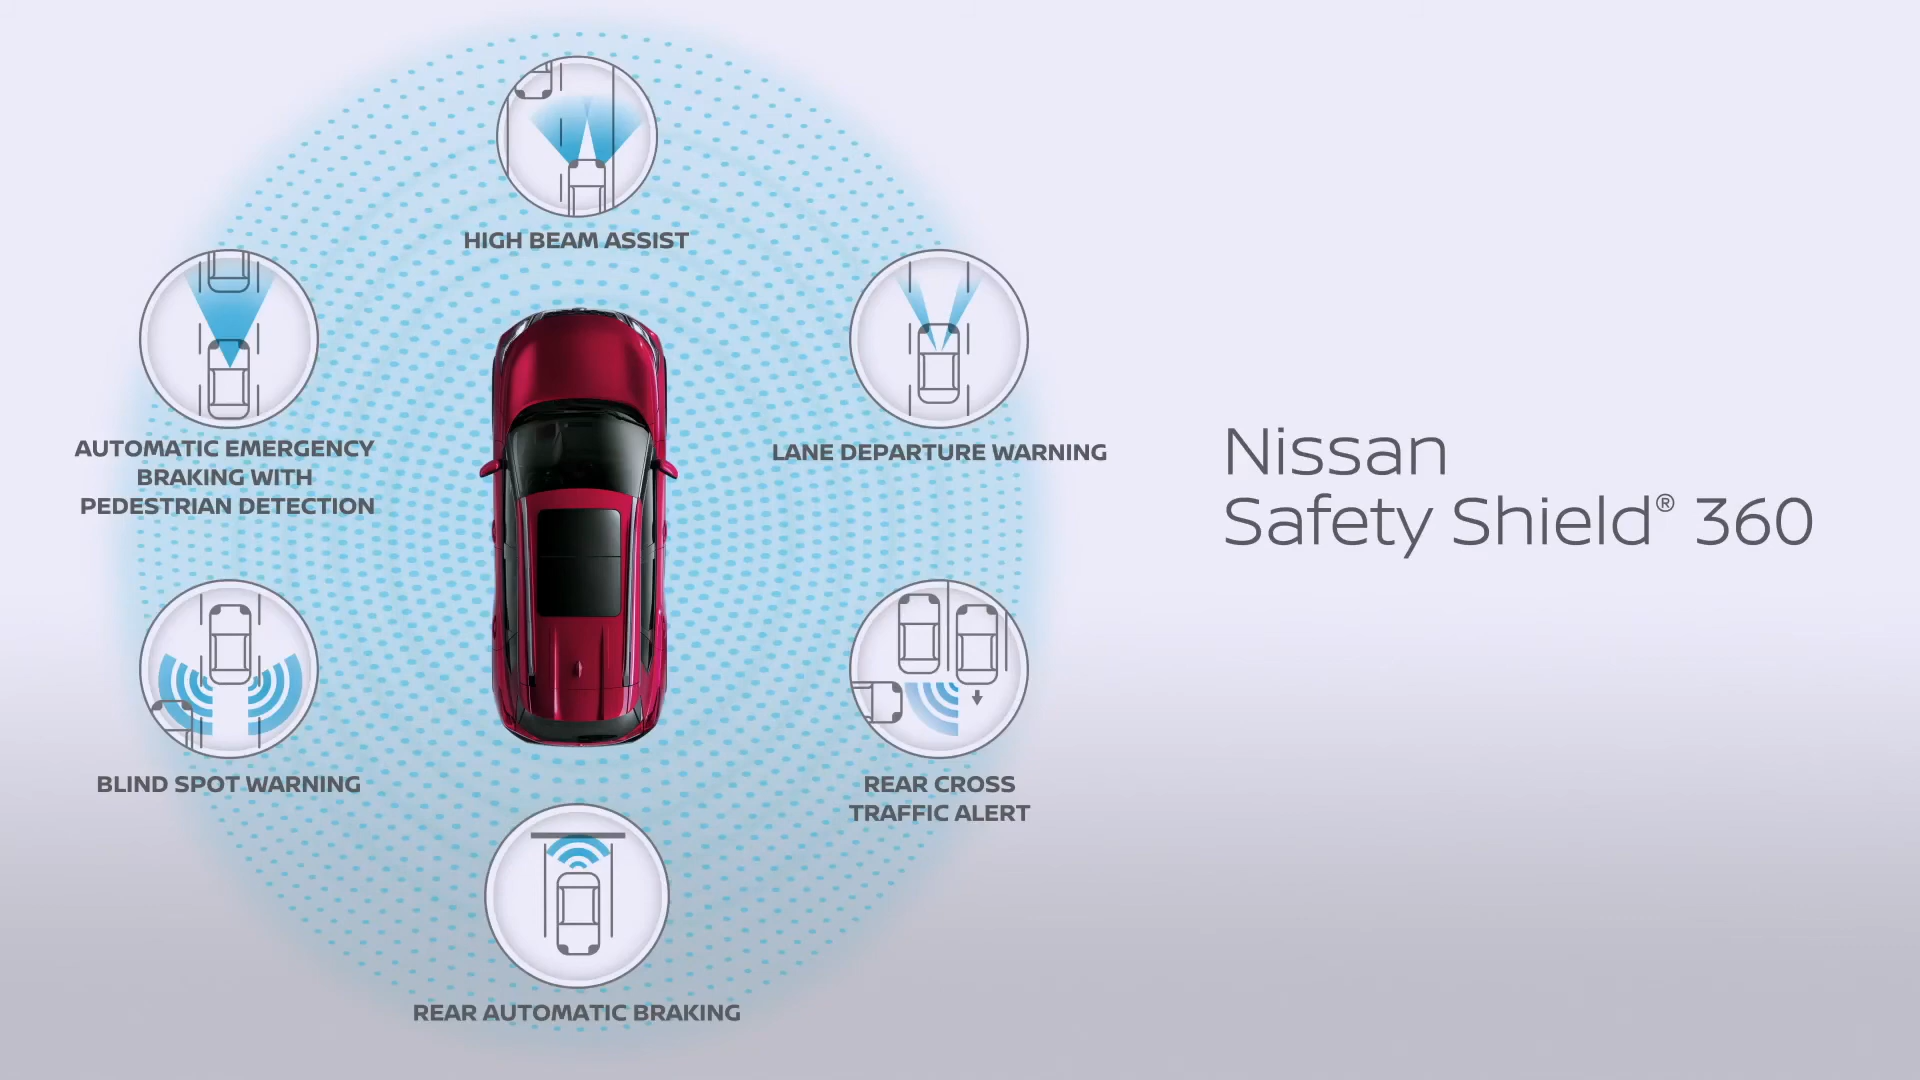 HIGH BEAM ASSIST
AUTOMATIC EMERGENCY
BRAKING WITH
PEDESTRIAN DETECTION
LANE DEPARTURE WARNING
Nissan
Safety Shield® 360
BLIND SPOT WARNING
REAR CROSS
TRAFFIC ALERT
REAR AUTOMATIC BRAKING